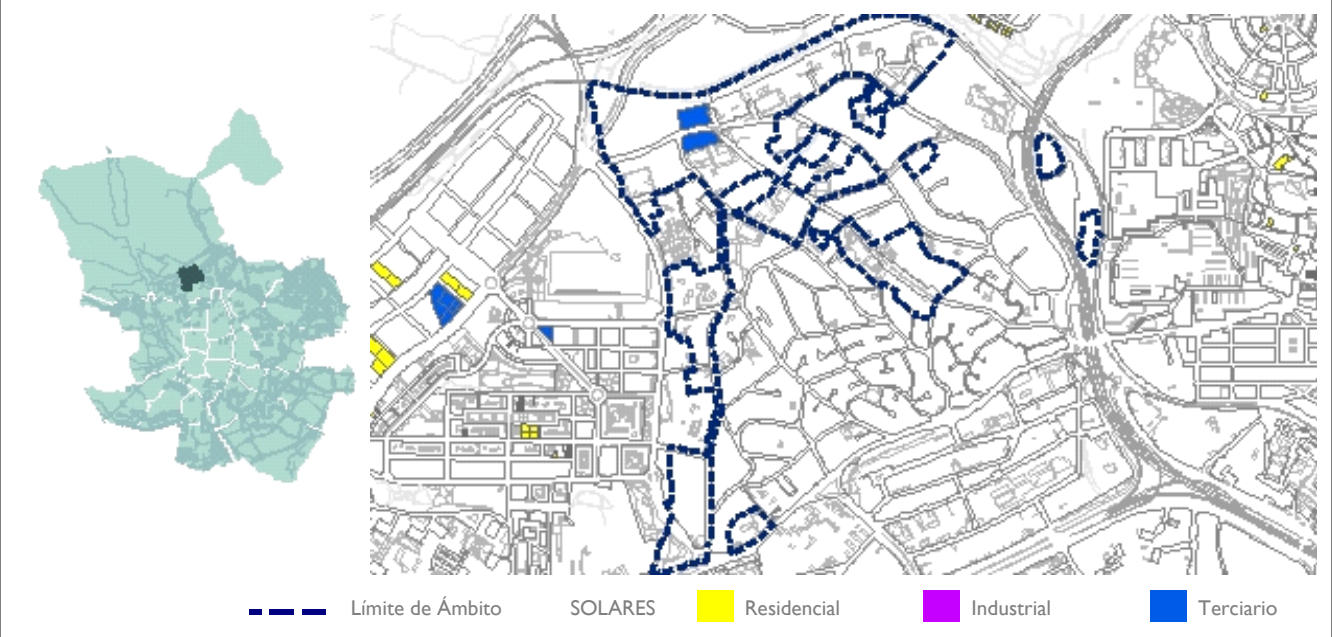 Límite de Ámbito
SOLARES
Residencial
Industrial
Terciario